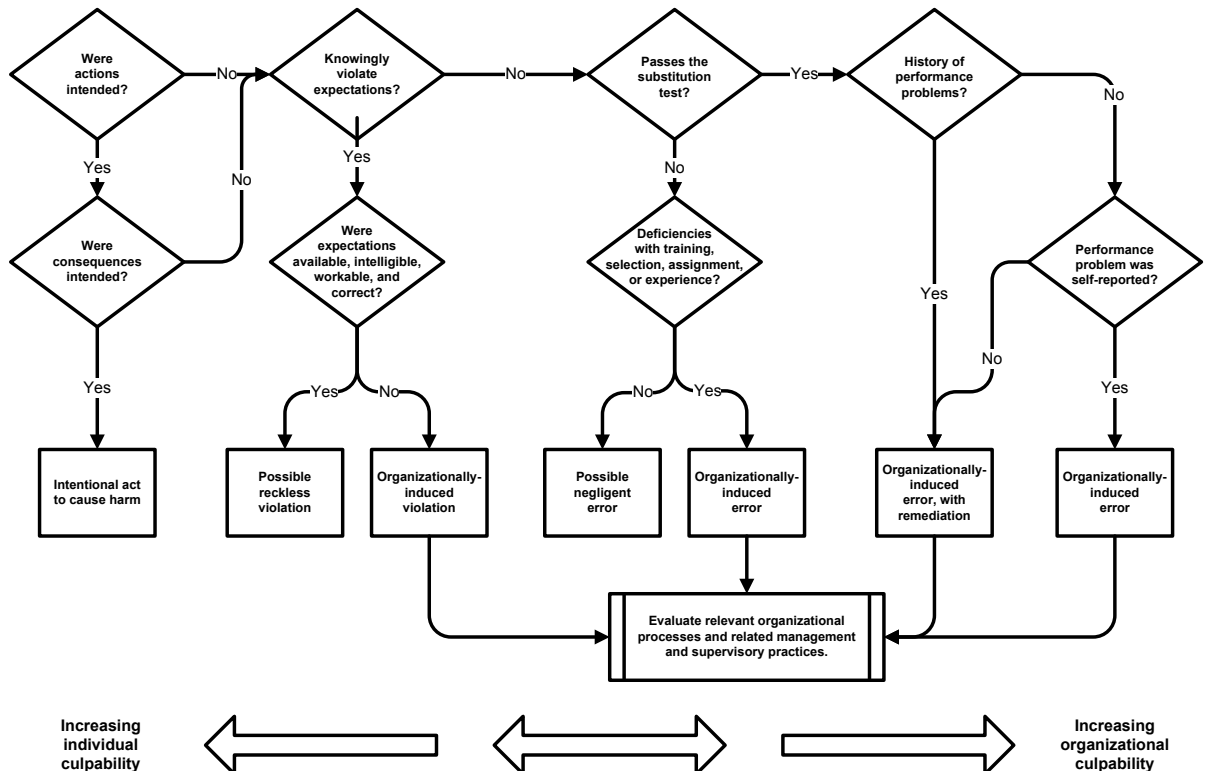 Were
actions
intended?
No
Knowingly
violate
expectations?
No
Passes the
substitution
test?
Yes
History of
performance
problems?
No
Yes
No
Yes
No
Were
consequences
intended?
Were
expectations
available, intelligible,
workable, and
correct?
Deficiencies
with training,
selection, assignment,
or experience?
Performance
problem was
self-reported?
Yes
No
Yes
Yes
No
No
Yes
Yes
Intentional act
to cause harm
Possible
reckless
violation
Organizationally-
induced
violation
Possible
negligent
error
Organizationally-
induced
error
Organizationally-
induced
error, with
remediation
Organizationally-
induced
error
Evaluate relevant organizational
processes and related management
and supervisory practices.
Increasing
individual
culpability
Increasing
organizational
culpability